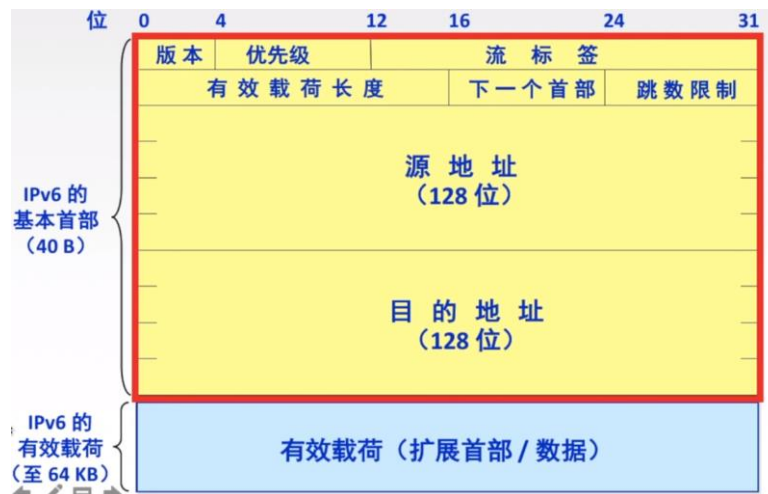 位 0 4 12 16 24 31
版本 优先级 流标签
有效载荷长度 下一个首部 跳数限制
源地址
（128 位）
IPv6 的
基本首部
（40 B）
目的地址
（128 位）
IPv6 的
有效载荷
（至 64 KB）
有效载荷（扩展首部 / 数据）